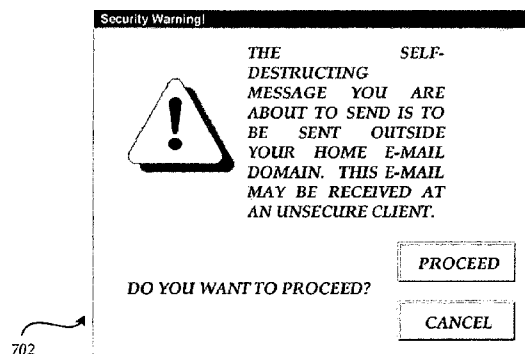 Security Warning!
THE SELF-
DESTRUCTING
MESSAGE YOU ARE
ABOUT TO SEND IS TO
BE SENT OUTSIDE
YOUR HOME E-MAIL
DOMAIN. THIS E-MAIL
MAY BE RECEIVED AT
AN UNSECURE CLIENT.
PROCEED
DO YOU WANT TO PROCEED?
CANCEL
702